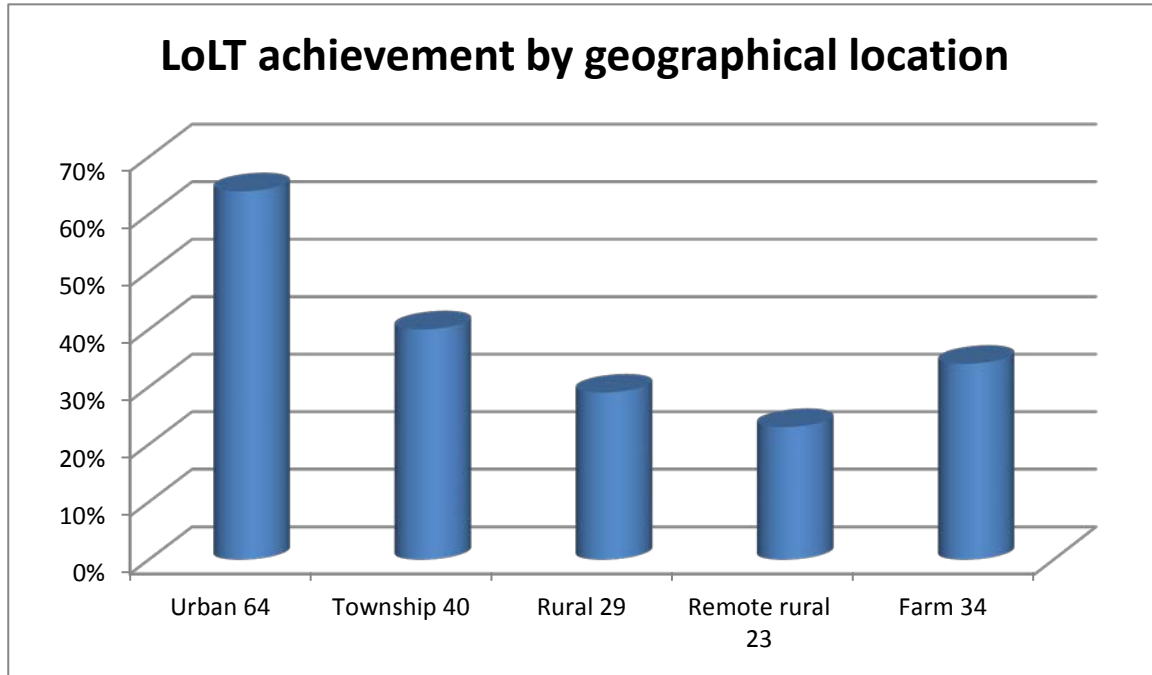 LoLT achievement by geographical location
70%
60%
50%
40%
30%
20%
10%
0%
Urban 64
Township 40
Rural 29
Remote rural
23
Farm 34